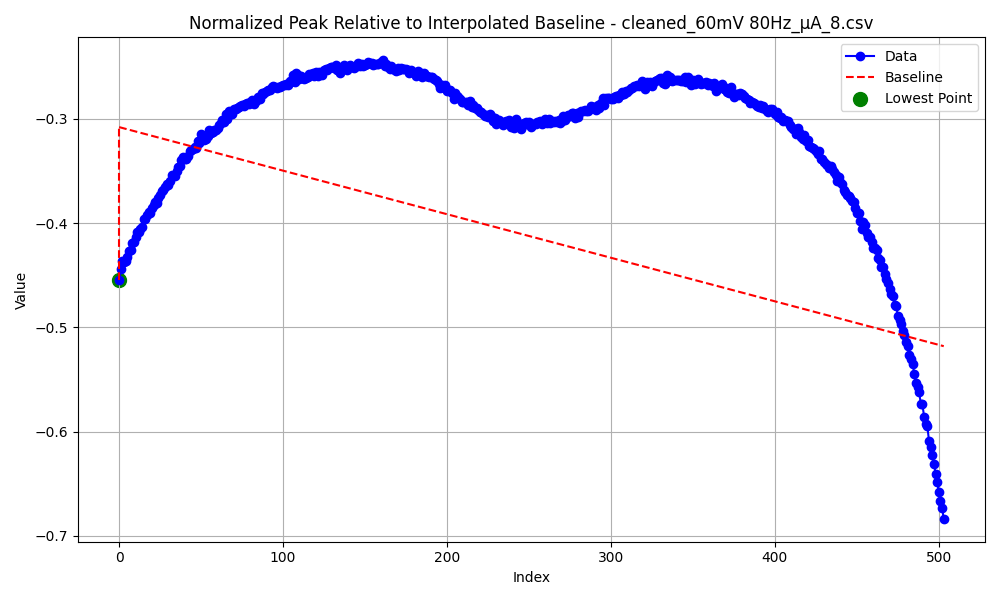 Normalized Peak Relative to Interpolated Baseline - cleaned_60mV 80Hz_μA_8.csv
Data
Baseline
Lowest Point
Value
−0.3
−0.4
−0.5
−0.6
−0.7
0
100
200
300
400
500
Index